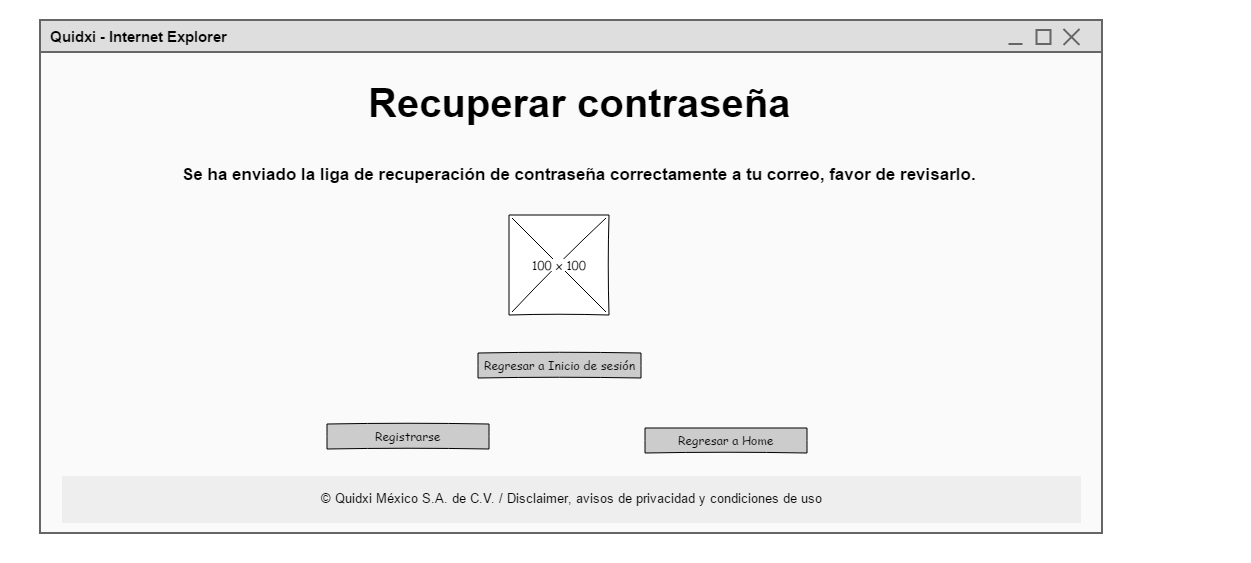 Quidxi - Internet Explorer
Recuperar contraseña
Se ha enviado la liga de recuperación de contraseña correctamente a tu correo, favor de revisarlo.
100 x 100
Regresar a Inicio de sesión
Registrarse
Regresar a Home
© Quidxi México S.A. de C.V. / Disclaimer, avisos de privacidad y condiciones de uso